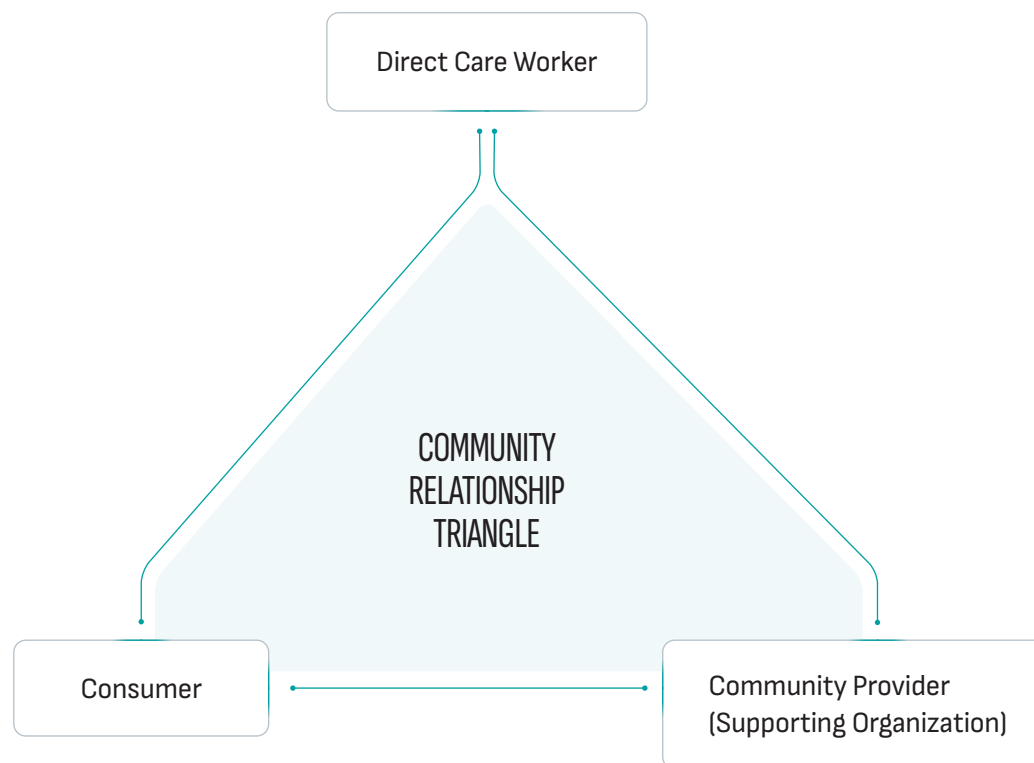 Direct Care Worker
COMMUNITY
RELATIONSHIP
TRIANGLE
Consumer
Community Provider
(Supporting Organization)